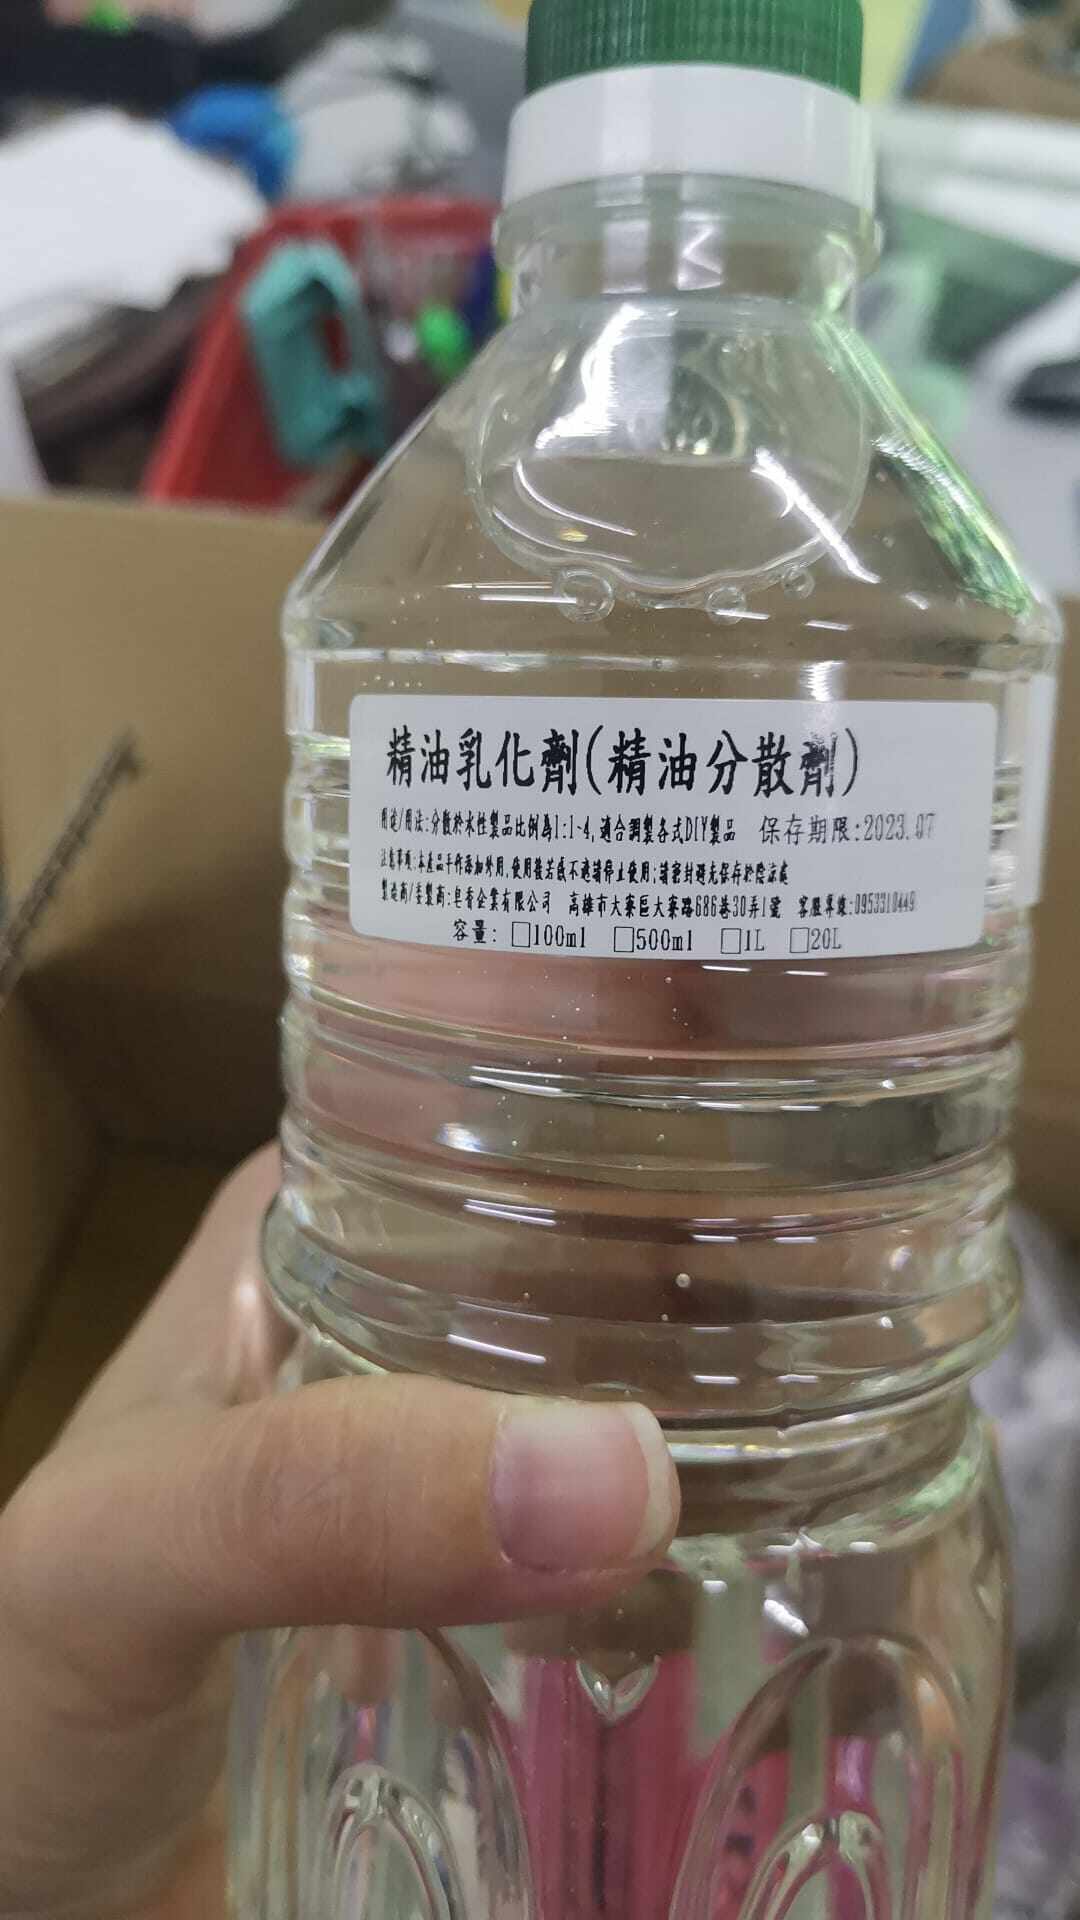 精油乳化劑(精油分散劑)
用途/用法:分散於水性製品比例為1:1~4,適合調製各式DIY製品 保存期限:2023.07
注意事項:本產品手作添加外用,使用後若感不適請停止使用;請密封避光保存於陰涼處
製造商/委製商:皂香企業有限公司 高雄市大寮區大寮路686巷30弄1號 客服專線:0953310449
容量: □100ml □500ml □1L □20L